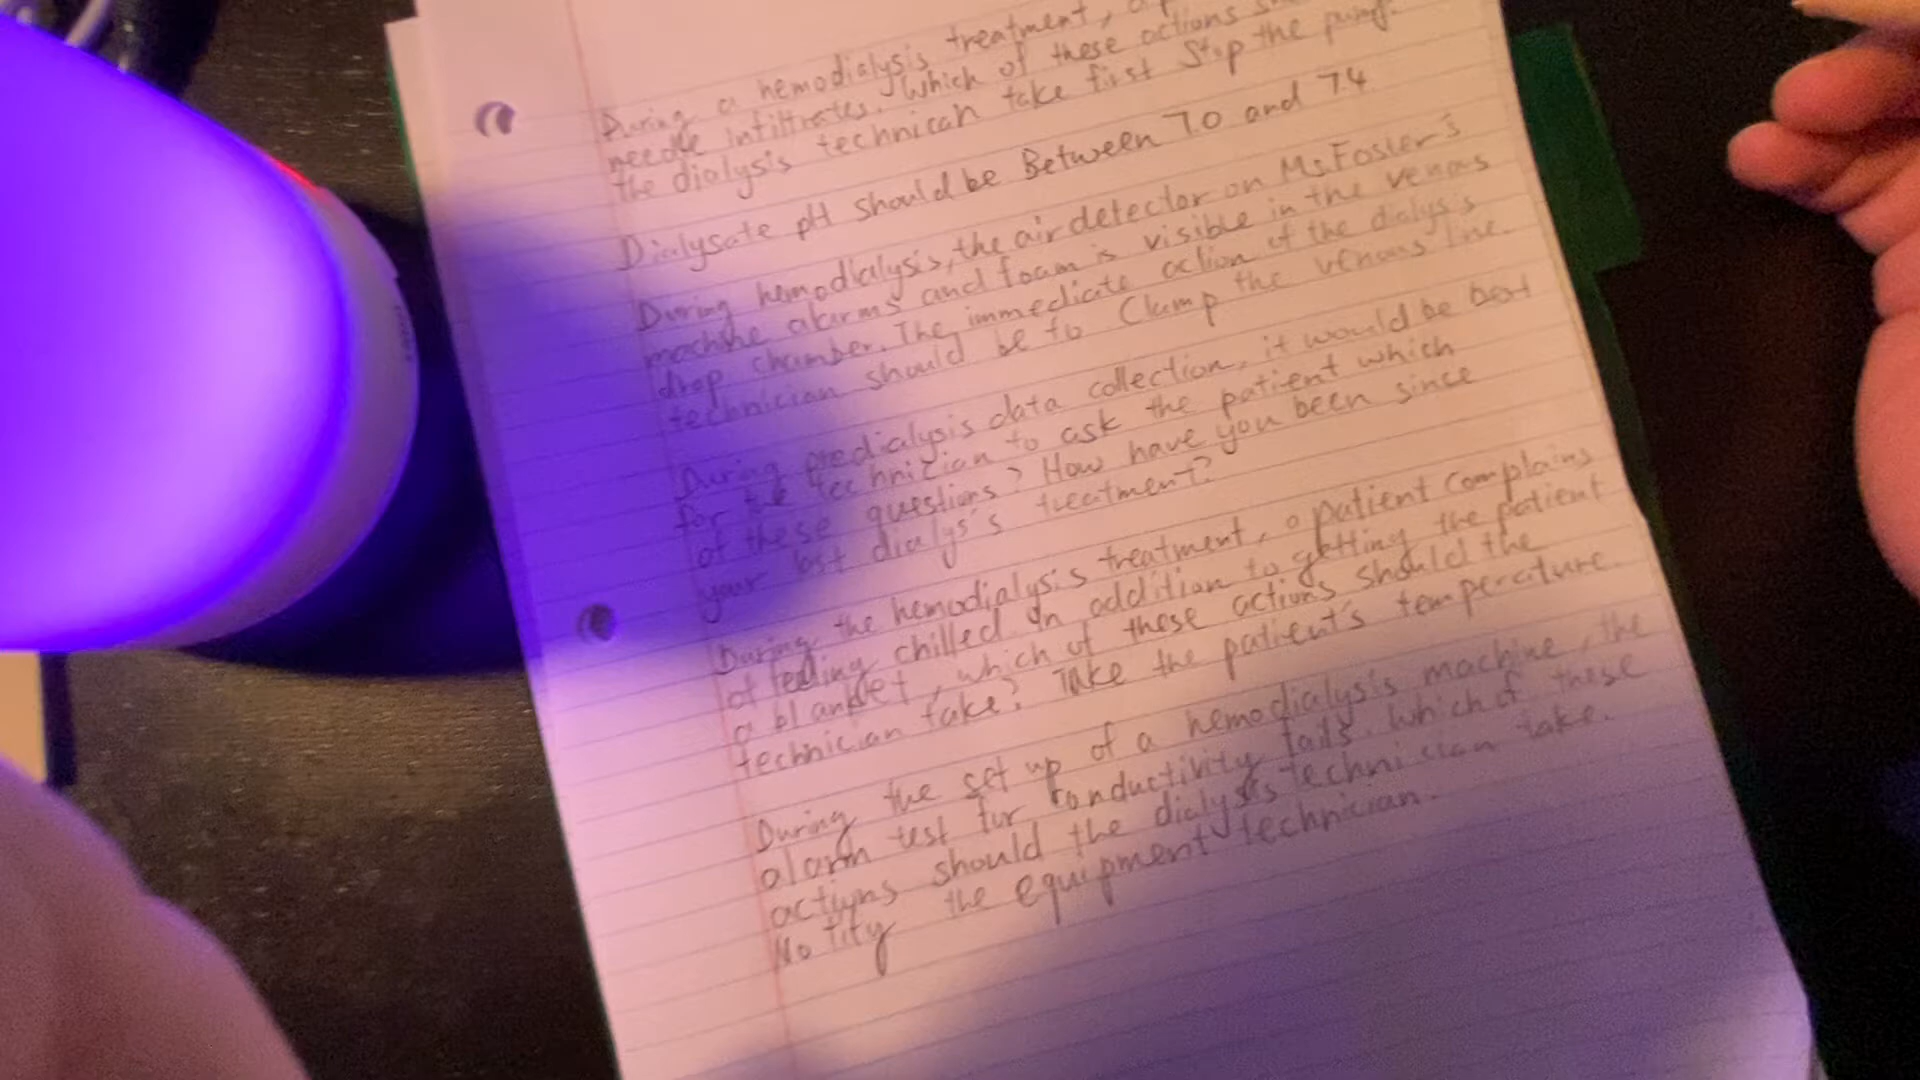 During a hemodialysis treatment, a p
needle infiltrates. Which of these actions sh
the dialysis technican take first Stop the pump.
Dialysate pH should be Between 7.0 and 7.4
During hemodialysis, the air detector on Ms.Foster's
machine alarms and foam is visible in the venous
drop chamber. The immediate action of the dialysis
technician should be to Clamp the venous line.
During predialysis data collection, it would be best
for the technician to ask the patient which
of these questions? How have you been since
your last dialysis treatment?
During the hemodialysis treatment, a patient complains
of feeling chilled In addition to getting the patient
a blanket, which of these actions should the
technician take? Take the patient's temperature.
During the set up of a hemodialysis machine, the
alarm test for conductivity fails. Which of these
actions should the dialysis technician take.
Notify the equipment technician.